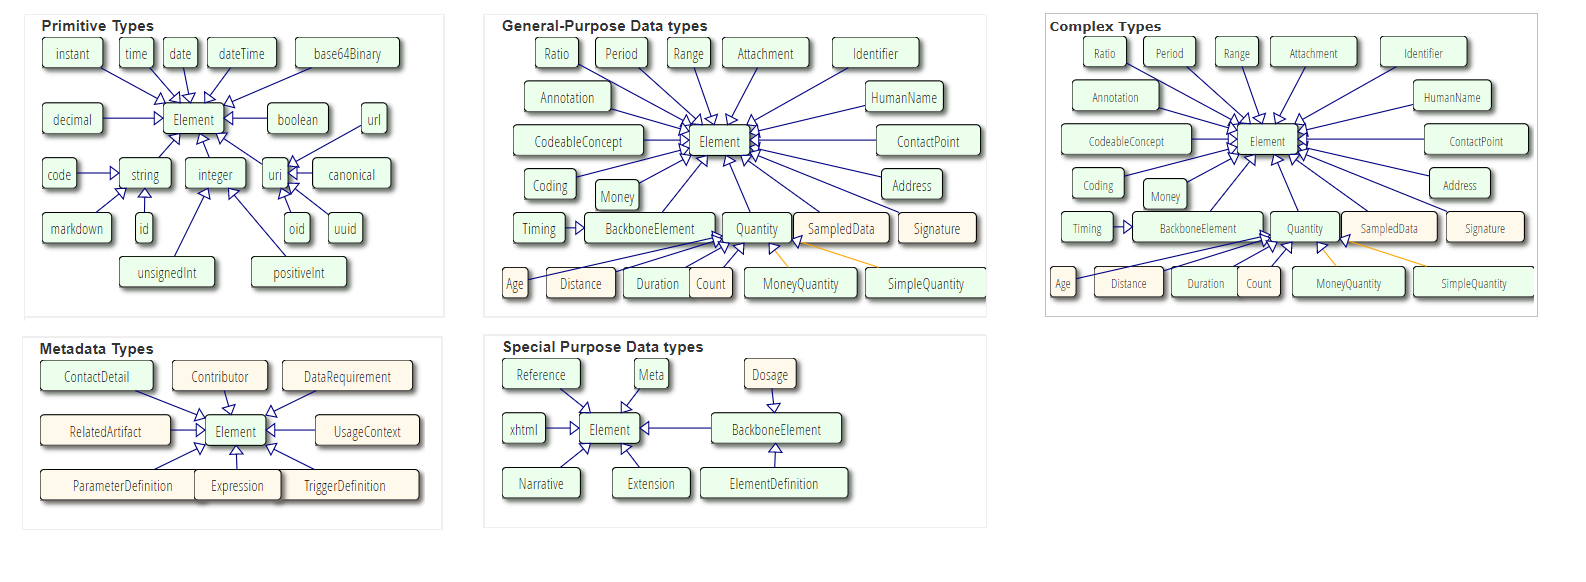 Primitive Types
instant time date dateTime base64Binary
decimal Element boolean url
code string integer uri canonical
markdown id oid uuid
unsignedInt positiveInt
General-Purpose Data types
Ratio Period Range Attachment Identifier
Annotation HumanName
CodeableConcept Element ContactPoint
Coding Money Address
Timing BackboneElement Quantity SampledData Signature
Age Distance Duration Count MoneyQuantity SimpleQuantity
Complex Types
Ratio Period Range Attachment Identifier
Annotation HumanName
CodeableConcept Element ContactPoint
Coding Money Address
Timing BackboneElement Quantity SampledData Signature
Age Distance Duration Count MoneyQuantity SimpleQuantity
Metadata Types
ContactDetail Contributor DataRequirement
RelatedArtifact Element UsageContext
ParameterDefinition Expression TriggerDefinition
Special Purpose Data types
Reference Meta Dosage
xhtml Element BackboneElement
Narrative Extension ElementDefinition